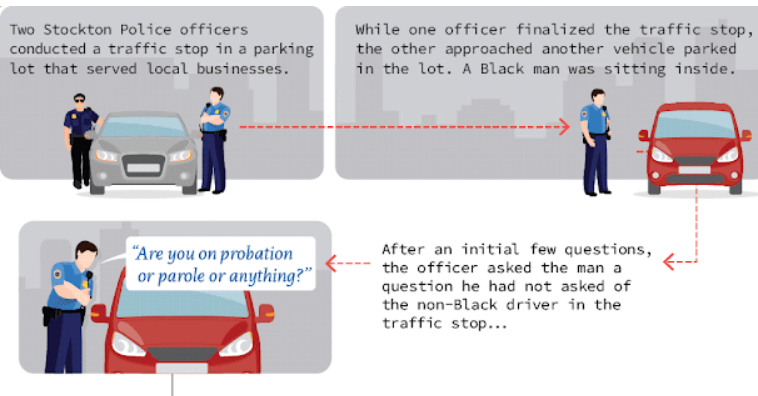 Two Stockton Police officers
conducted a traffic stop in a parking
lot that served local businesses.
While one officer finalized the traffic stop,
the other approached another vehicle parked
in the lot. A Black man was sitting inside.
After an initial few questions,
the officer asked the man a
question he had not asked of
the non-Black driver in the
traffic stop...
“Are you on probation
or parole or anything?”